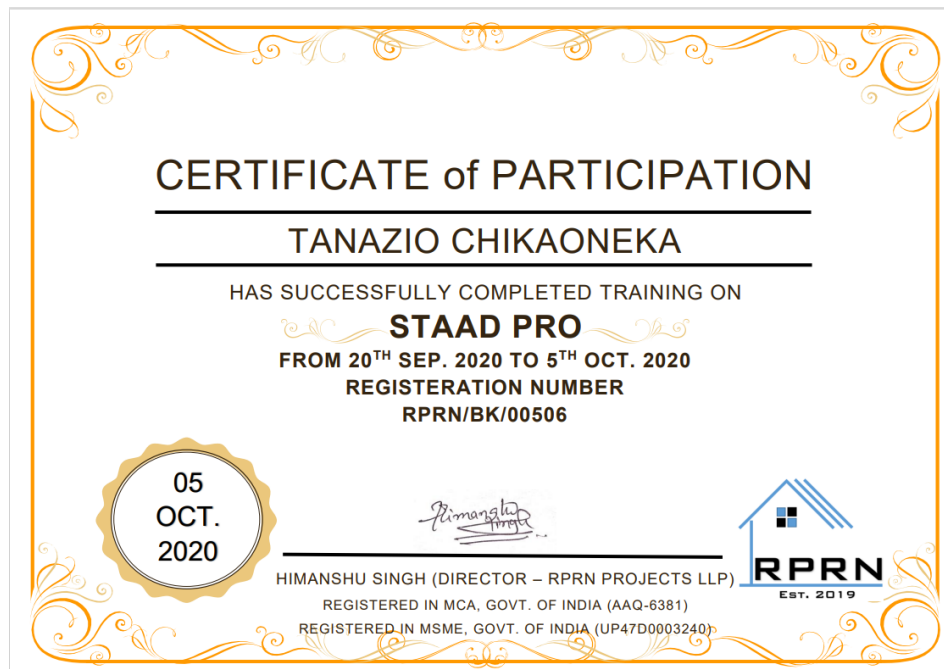 CERTIFICATE of PARTICIPATION
TANAZIO CHIKAONEKA
HAS SUCCESSFULLY COMPLETED TRAINING ON
STAAD PRO
FROM 20TH SEP. 2020 TO 5TH OCT. 2020
REGISTERATION NUMBER
RPRN/BK/00506
05
OCT.
2020
Himanshu
Singh
HIMANSHU SINGH (DIRECTOR – RPRN PROJECTS LLP)
REGISTERED IN MCA, GOVT. OF INDIA (AAQ-6381)
REGISTERED IN MSME, GOVT. OF INDIA (UP47D0003240)
RPRN
EST. 2019